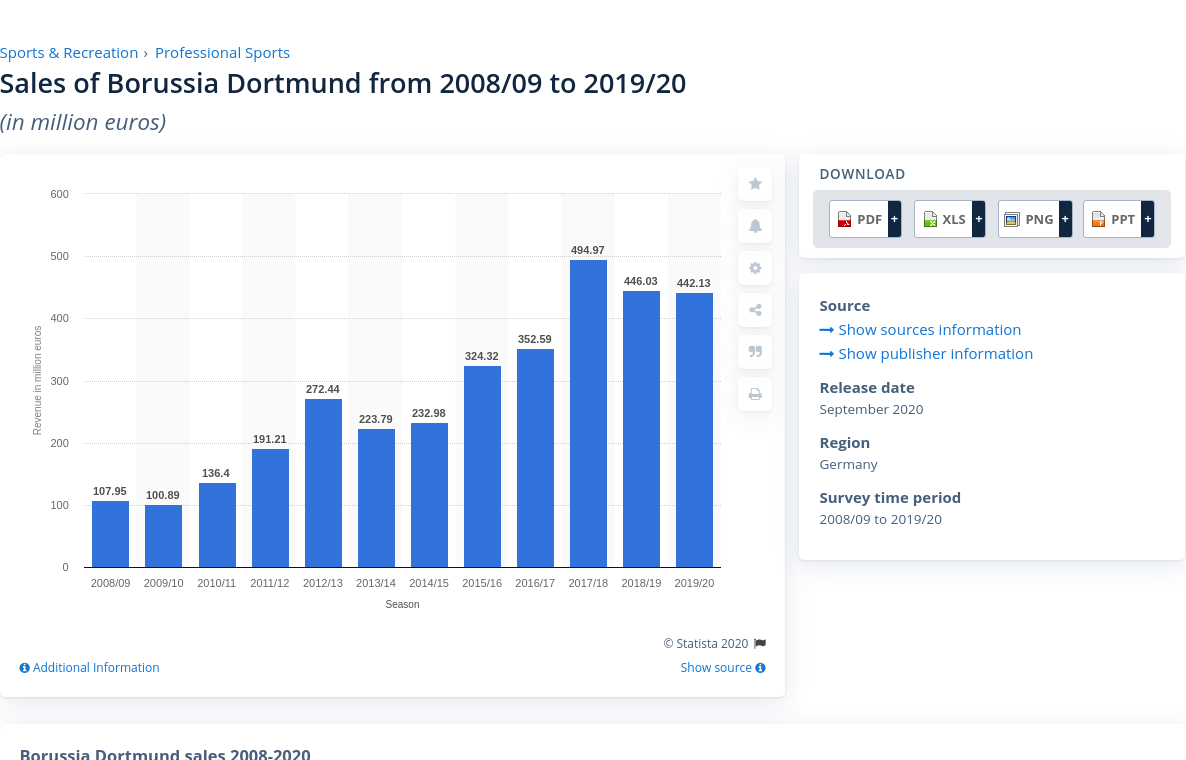 Sports & Recreation › Professional Sports
Sales of Borussia Dortmund from 2008/09 to 2019/20
(in million euros)
600
500
400
300
200
100
0
Revenue in million euros
107.95
100.89
136.4
191.21
272.44
223.79
232.98
324.32
352.59
494.97
446.03
442.13
2008/09 2009/10 2010/11 2011/12 2012/13 2013/14 2014/15 2015/16 2016/17 2017/18 2018/19 2019/20
Season
© Statista 2020
Additional Information
Show source
DOWNLOAD
PDF + XLS + PNG + PPT +
Source
Show sources information
Show publisher information
Release date
September 2020
Region
Germany
Survey time period
2008/09 to 2019/20
Borussia Dortmund sales 2008-2020